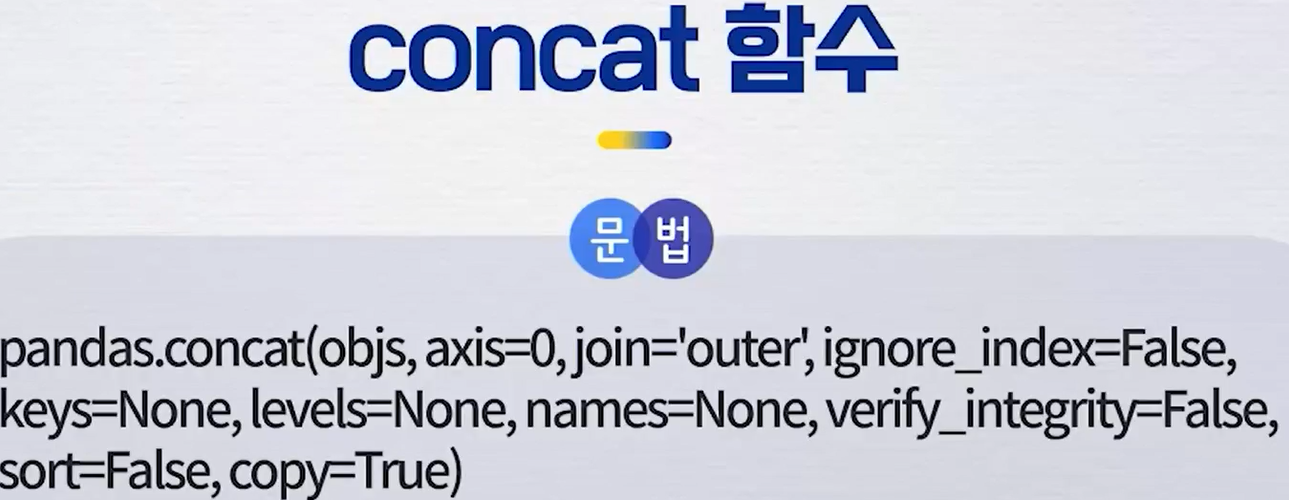 concat 함수
문법
pandas.concat(objs, axis=0, join='outer', ignore_index=False,
keys=None, levels=None, names=None, verify_integrity=False,
sort=False, copy=True)